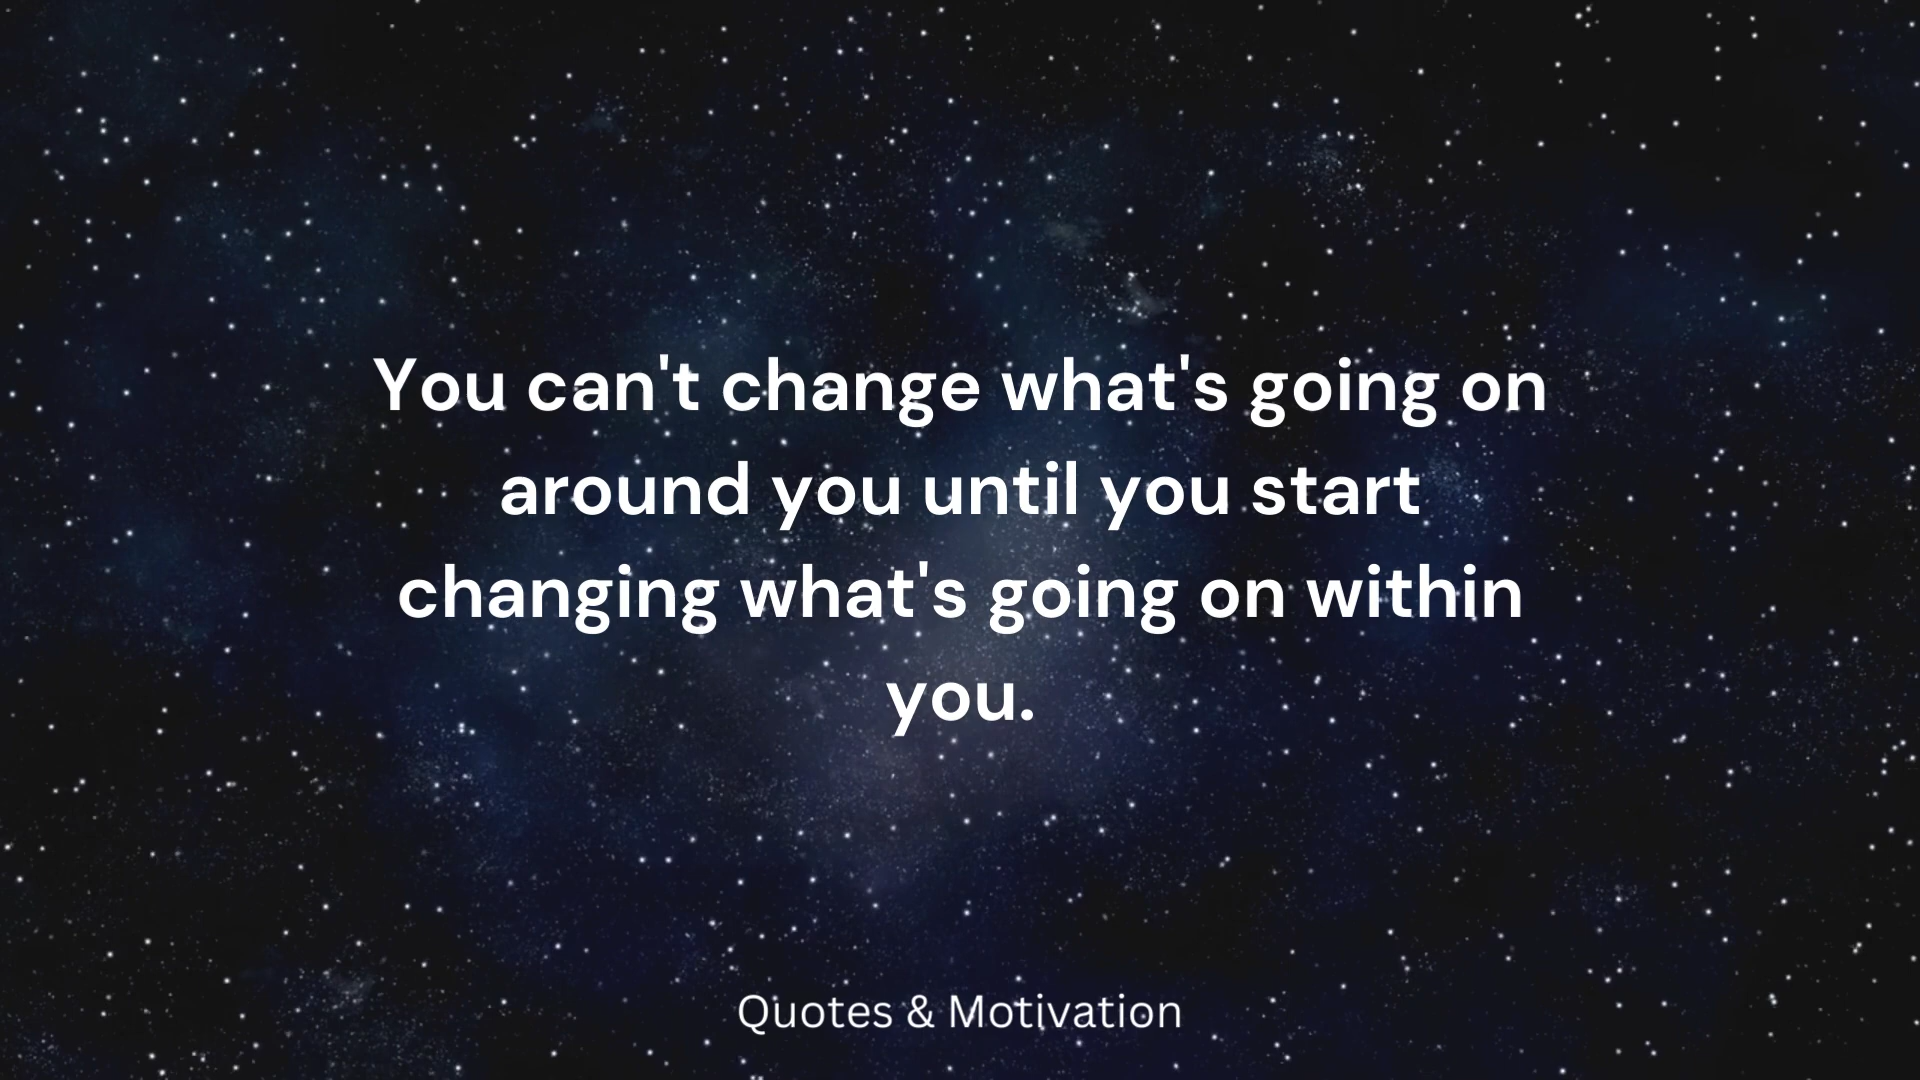 You can't change what's going on
around you until you start
changing what's going on within
you.
Quotes & Motivation